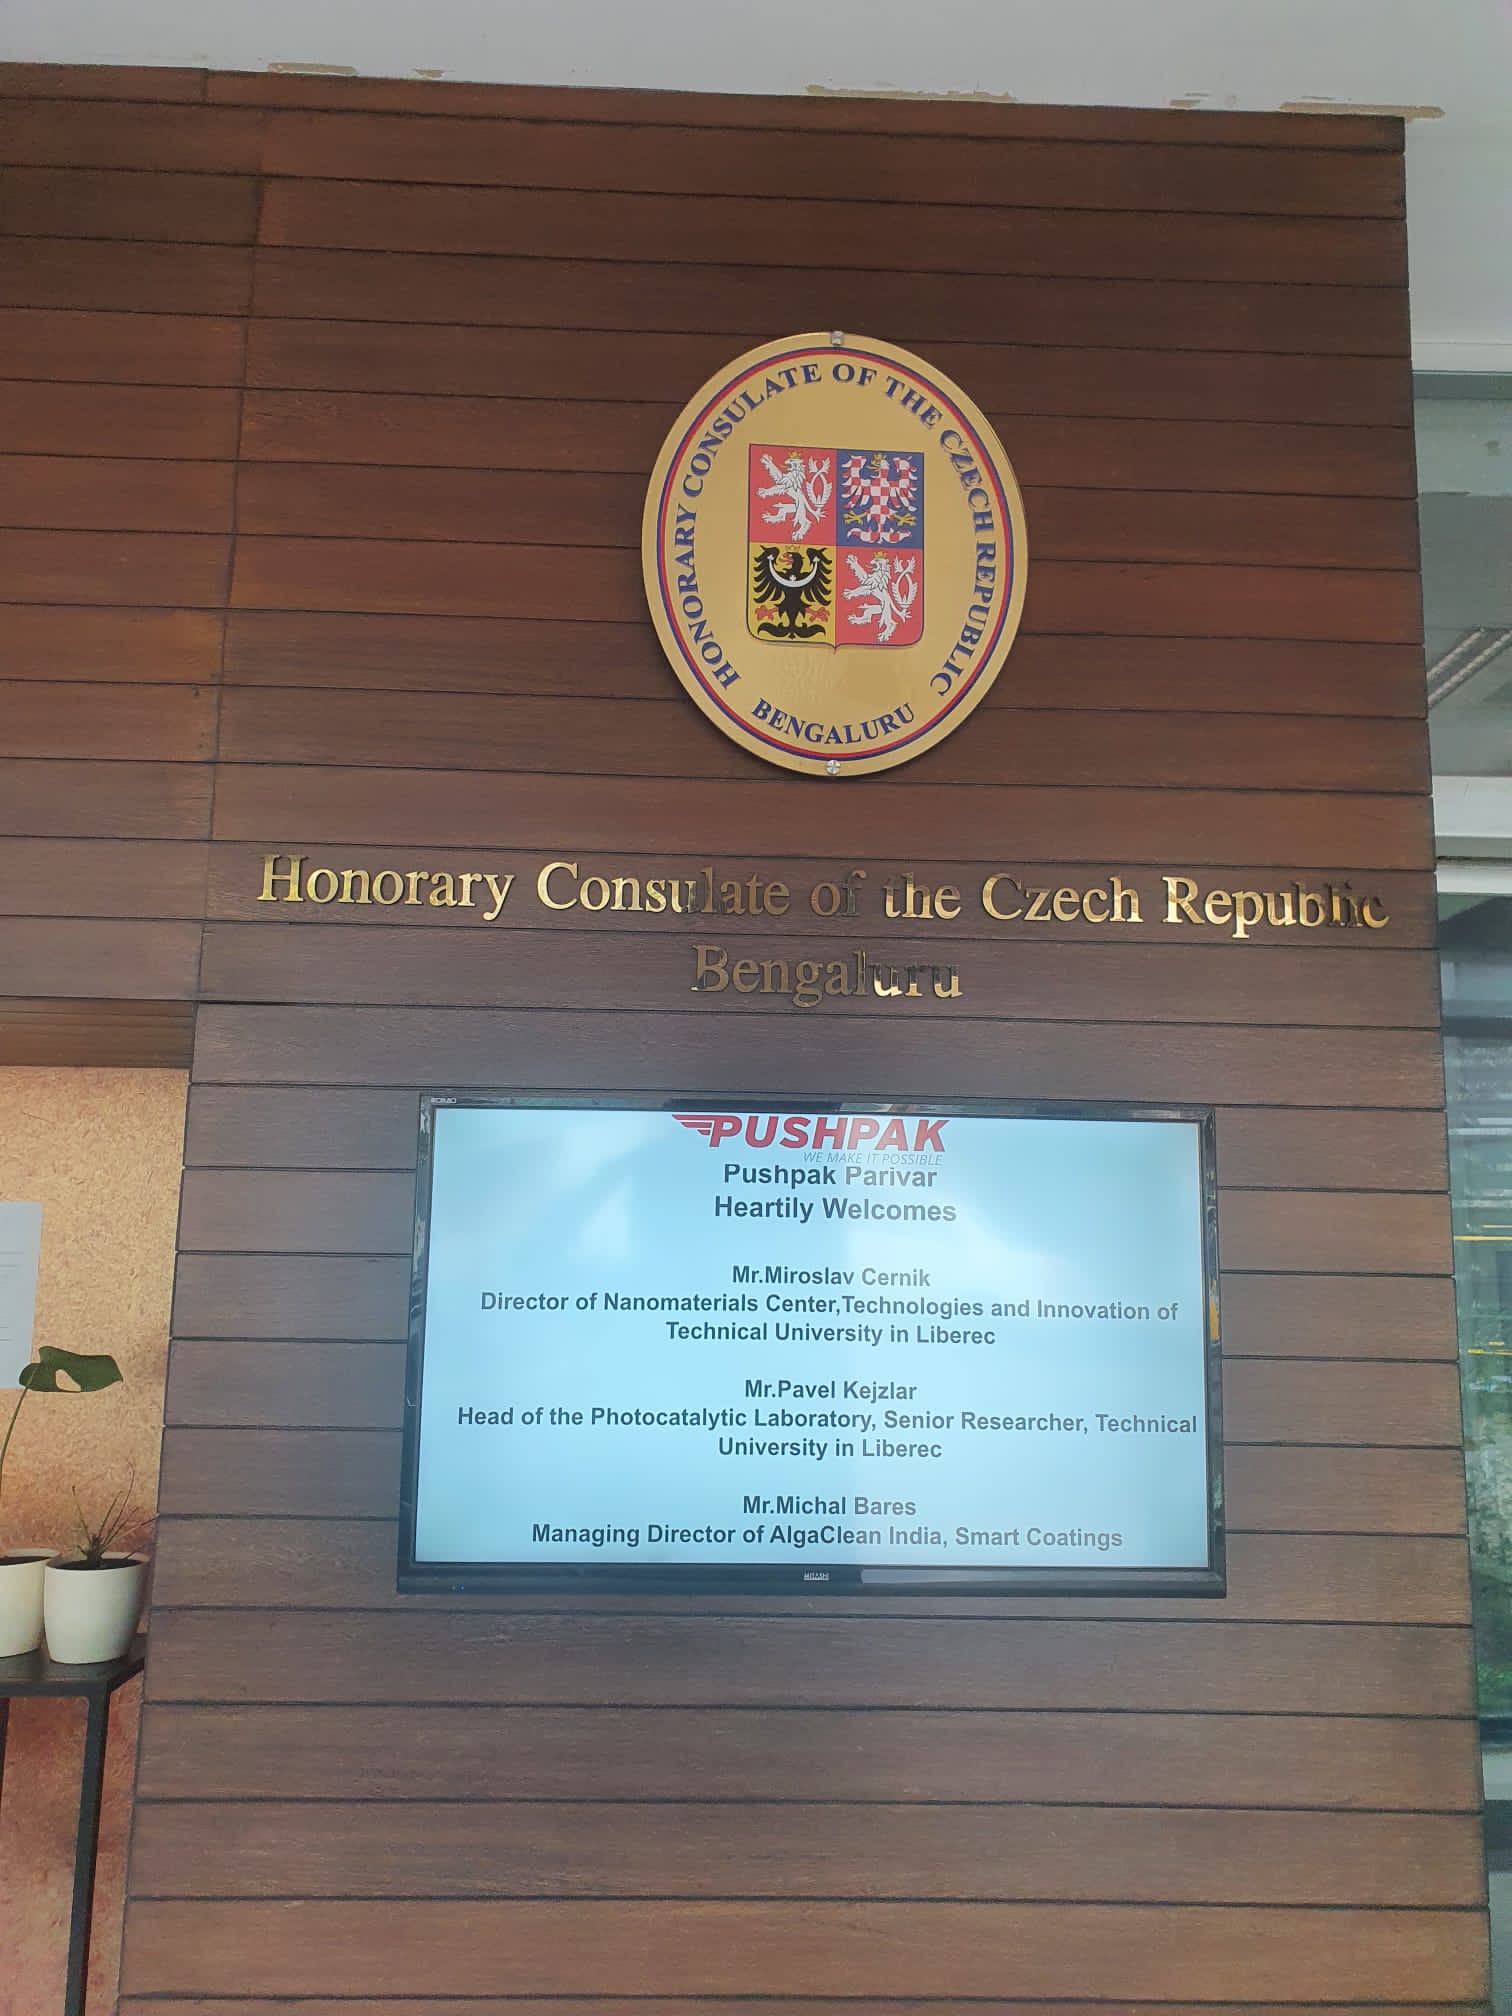 HONORARY CONSULATE OF THE CZECH REPUBLIC
BENGALURU
Honorary Consulate of the Czech Republic
Bengaluru
PUSHPAK
WE MAKE IT POSSIBLE
Pushpak Parivar
Heartily Welcomes
Mr.Miroslav Cernik
Director of Nanomaterials Center,Technologies and Innovation of
Technical University in Liberec
Mr.Pavel Kejzlar
Head of the Photocatalytic Laboratory, Senior Researcher, Technical
University in Liberec
Mr.Michal Bares
Managing Director of AlgaClean India, Smart Coatings
MITASHI